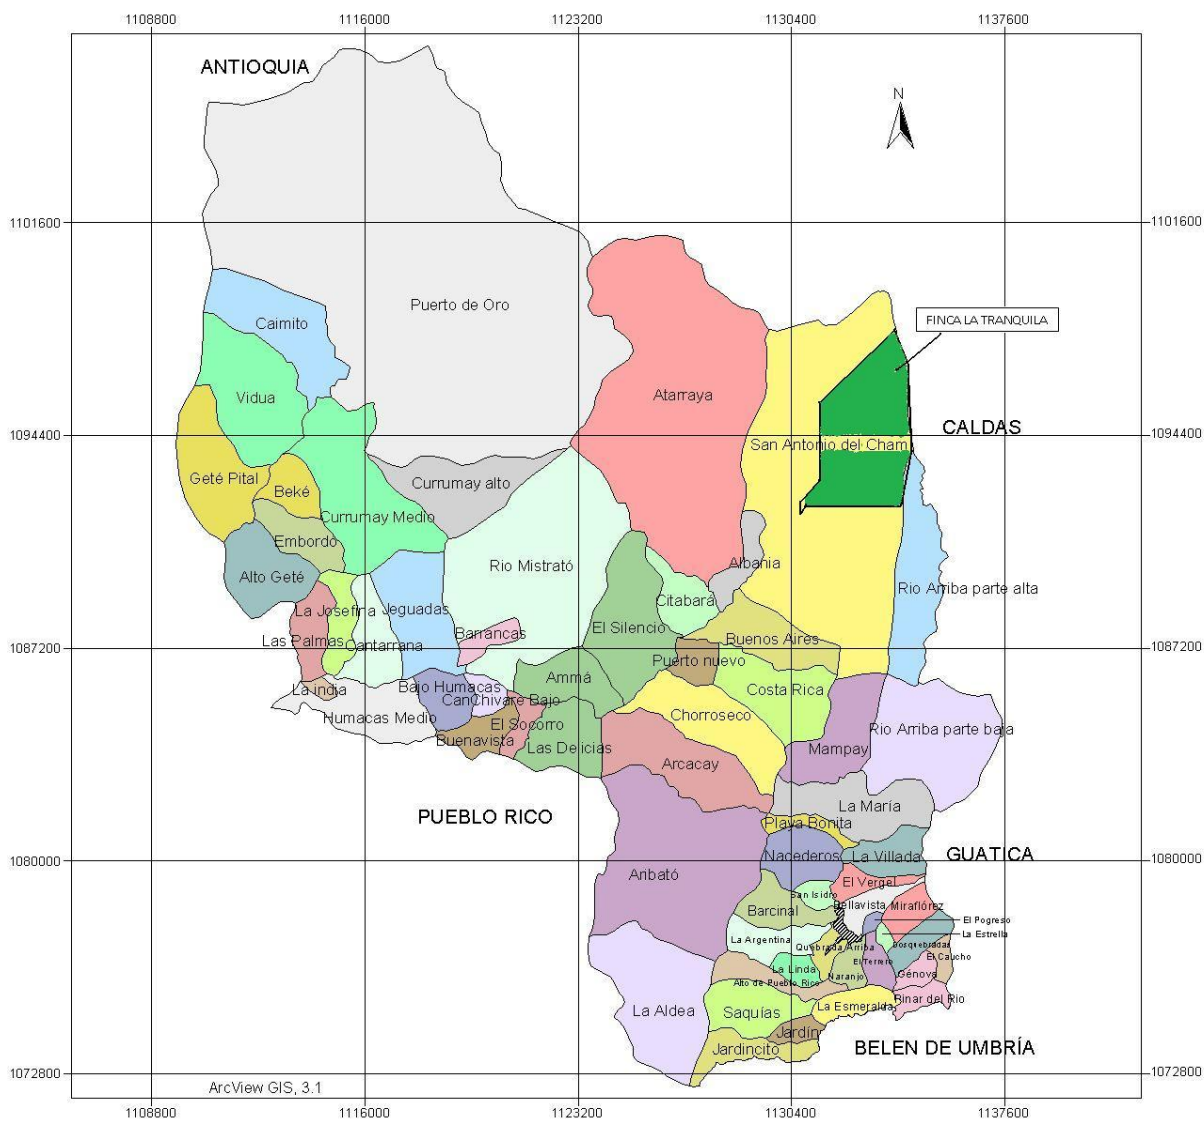 1108800 1116000 1123200 1130400 1137600
ANTIOQUIA
N
1101600 1101600
Puerto de Oro
FINCA LA TRANQUILA
Caimito
Vidua
Atarraya
CALDAS
1094400 1094400
San Antonio del Cham
Geté Pital
Currumay alto
Beké
Currumay Medio
Embordó
Rio Mistrató
Albania
Alto Geté
Rio Arriba parte alta
Citabará
La Josefina
Jeguadas
El Silencio
Barrancas
Buenos Aires
Las Palmas
Cantarrana
1087200 1087200
Puerto nuevo
Ammá
Bajo Humacas
La india
Costa Rica
CanChivare Bajo
Humacas Medio
Chorroseco
El Socorro
Rio Arriba parte baja
Buenavista
Las Delicias
Mampay
Arcacay
La María
PUEBLO RICO
Playa Bonita
Nacederos
La Villada
GUATICA
1080000 1080000
Aribató
El Vergel
San Isidro
Bellavista
Miraflórez
Barcinal
El Pogreso
La Estrella
La Argentina
Quebrada Arriba
Dosquebradas
El Caucho
El Terrero
La Linda
Naranjo
Génova
Alto de Pueblo Rico
Pinar del Rio
La Aldea
Saquías
La Esmeralda
Jardín
Jardincito
BELEN DE UMBRÍA
1072800 1072800
ArcView GIS, 3.1
1108800 1116000 1123200 1130400 1137600